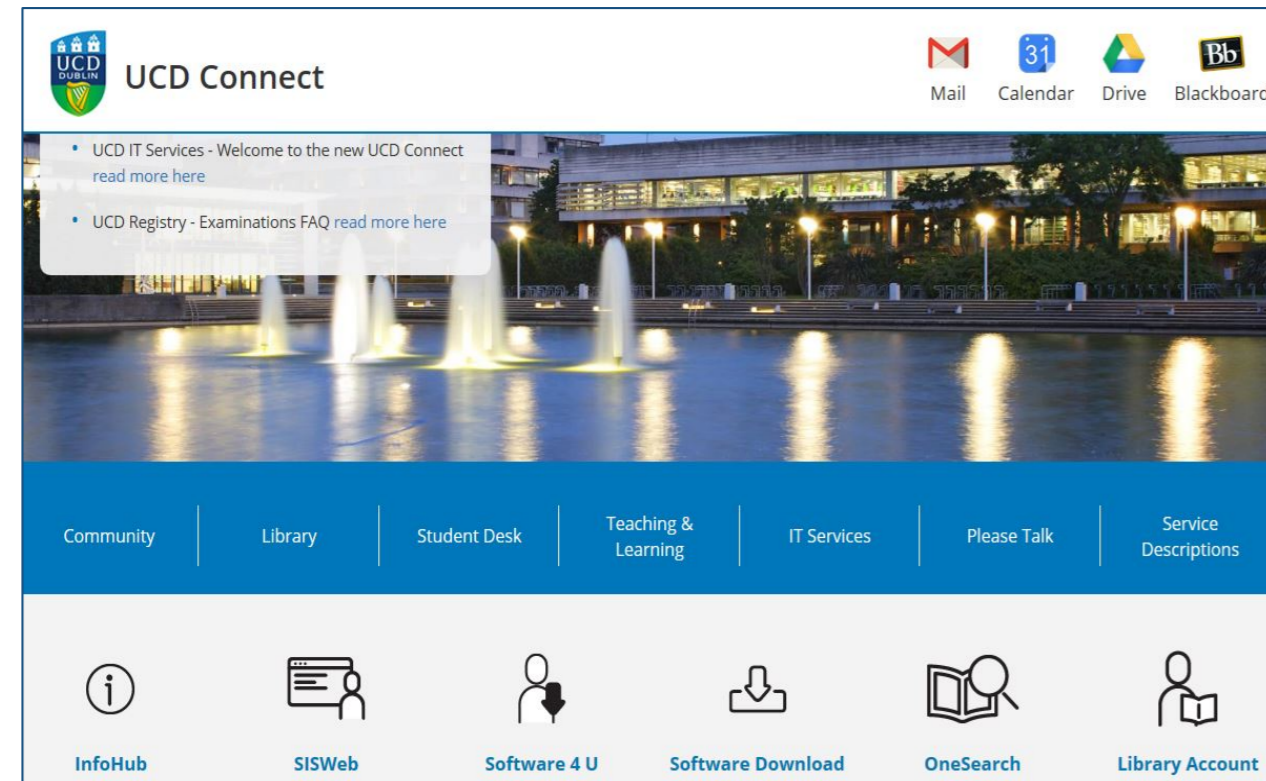 UCD
DUBLIN
UCD Connect
31
Bb
Mail Calendar Drive Blackboard
• UCD IT Services - Welcome to the new UCD Connect
read more here
• UCD Registry - Examinations FAQ read more here
Community
Library
Student Desk
Teaching &
Learning
IT Services
Please Talk
Service
Descriptions
InfoHub
SISWeb
Software 4 U
Software Download
OneSearch
Library Account